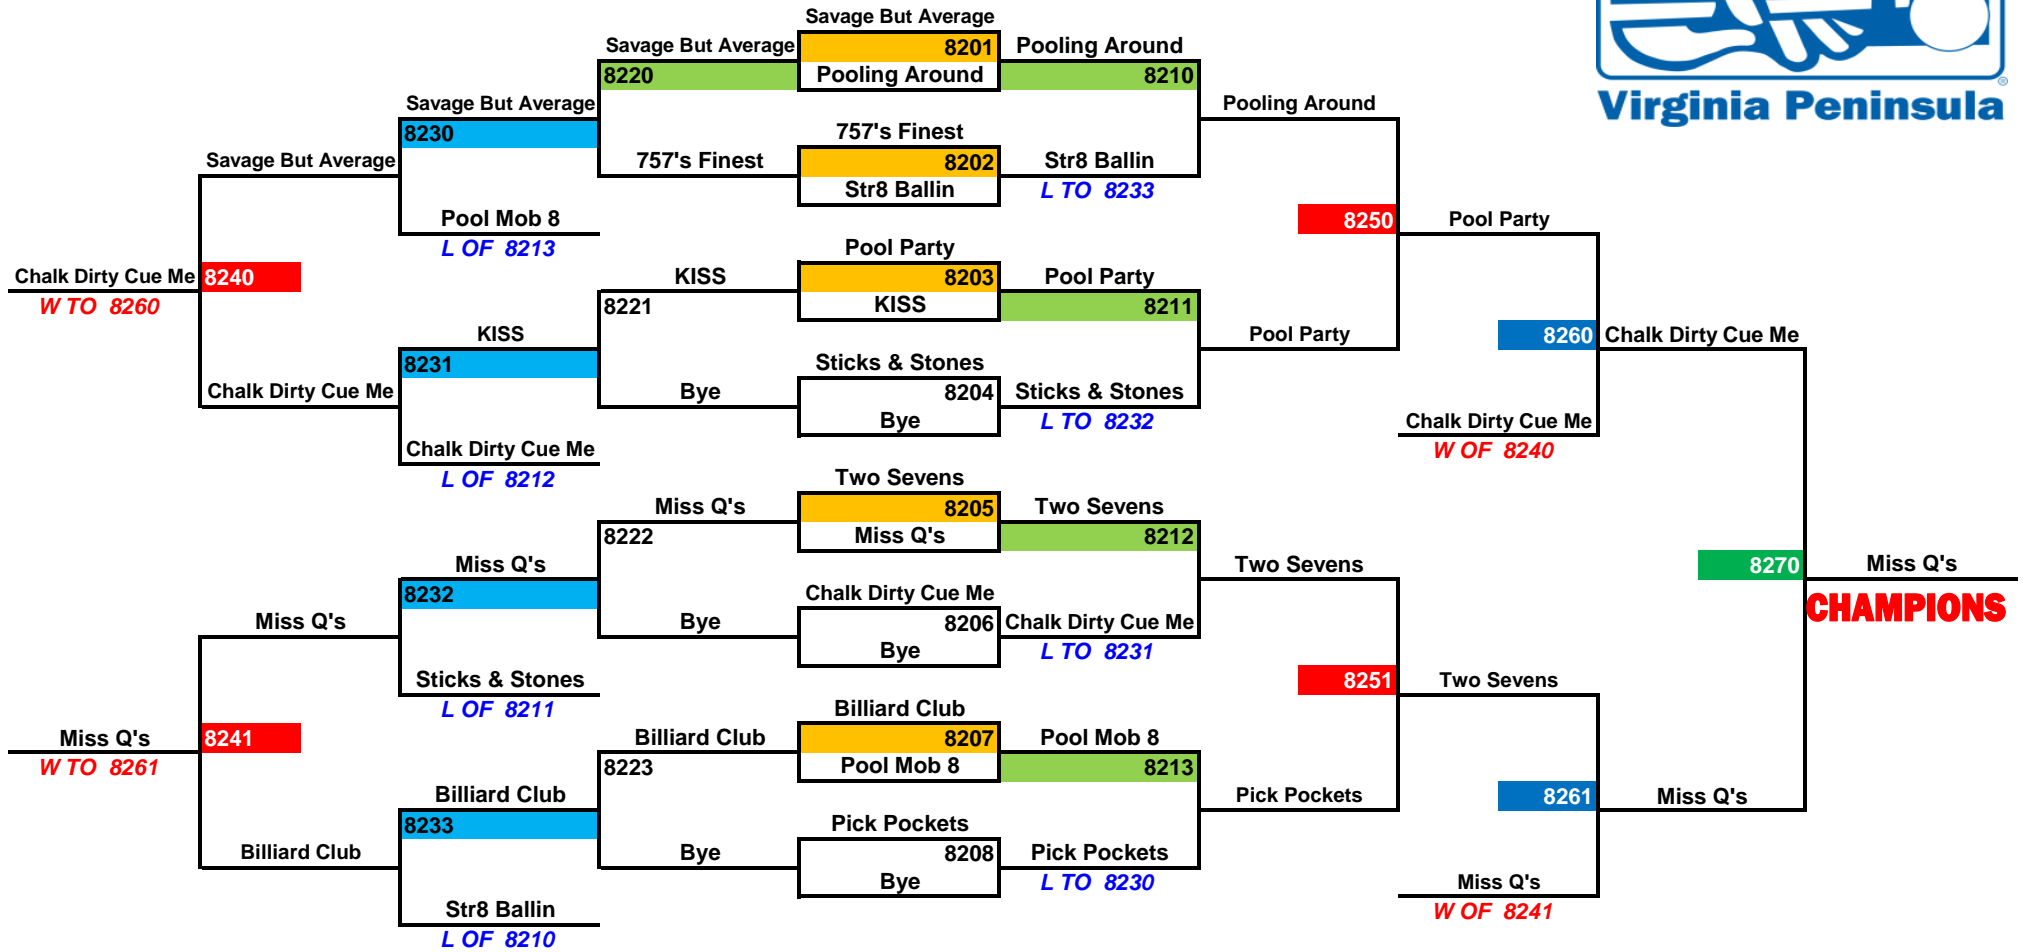 Savage But Average
Savage But Average
8201
Pooling Around
8220
Pooling Around
8210
Savage But Average
Pooling Around
Virginia Peninsula
8230
757's Finest
Savage But Average
757's Finest
8202
Str8 Ballin
Str8 Ballin
L TO 8233
Pool Mob 8
8250
Pool Party
L OF 8213
Pool Party
Chalk Dirty Cue Me
8240
KISS
8203
Pool Party
W TO 8260
8221
KISS
8211
KISS
Pool Party
8260
Chalk Dirty Cue Me
8231
Sticks & Stones
Chalk Dirty Cue Me
Bye
8204
Sticks & Stones
Bye
L TO 8232
Chalk Dirty Cue Me
Chalk Dirty Cue Me
W OF 8240
L OF 8212
Two Sevens
Miss Q's
8205
Two Sevens
8222
Miss Q's
8212
Miss Q's
Two Sevens
8270
Miss Q's
8232
Chalk Dirty Cue Me
CHAMPIONS
Miss Q's
Bye
8206
Chalk Dirty Cue Me
Bye
L TO 8231
Sticks & Stones
8251
Two Sevens
L OF 8211
Billiard Club
Miss Q's
8241
Billiard Club
8207
Pool Mob 8
W TO 8261
8223
Pool Mob 8
8213
Billiard Club
Pick Pockets
8261
Miss Q's
8233
Pick Pockets
Billiard Club
Bye
8208
Pick Pockets
Bye
L TO 8230
Miss Q's
Str8 Ballin
W OF 8241
L OF 8210